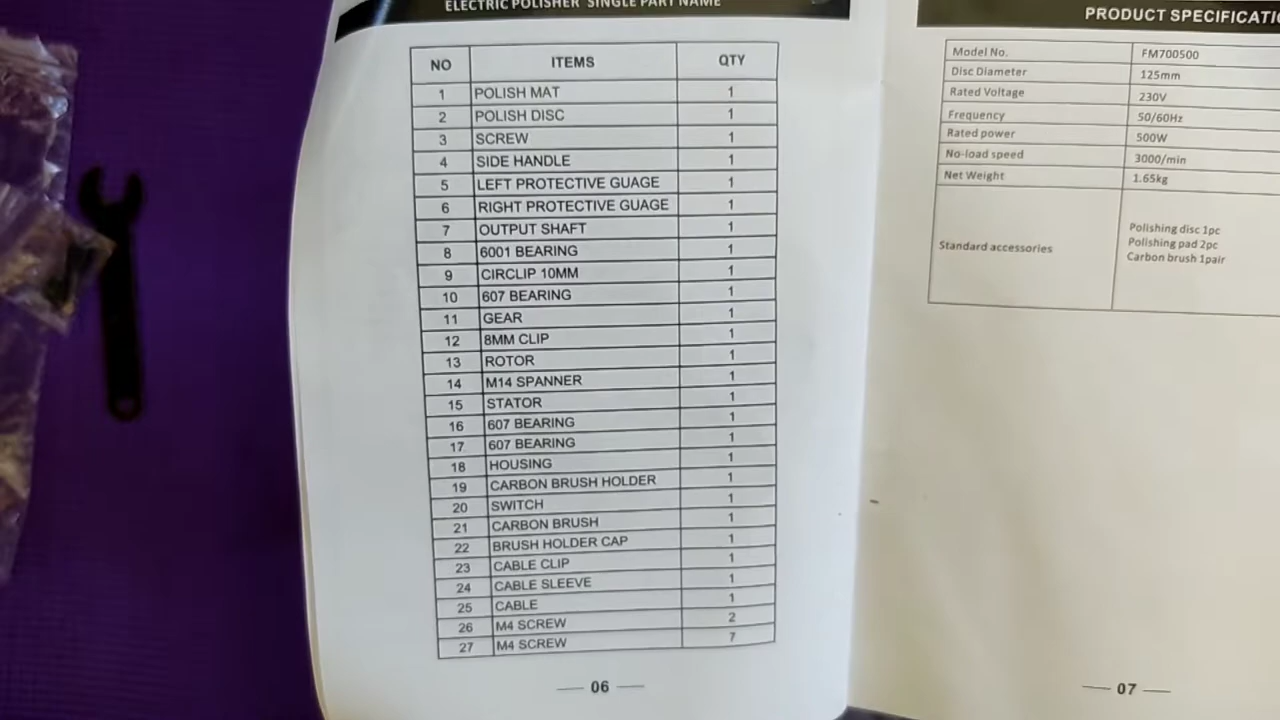 ELECTRIC POLISHER SINGLE PART NAME
NO ITEMS QTY
1 POLISH MAT 1
2 POLISH DISC 1
3 SCREW 1
4 SIDE HANDLE 1
5 LEFT PROTECTIVE GUAGE 1
6 RIGHT PROTECTIVE GUAGE 1
7 OUTPUT SHAFT 1
8 6001 BEARING 1
9 CIRCLIP 10MM 1
10 607 BEARING 1
11 GEAR 1
12 8MM CLIP 1
13 ROTOR 1
14 M14 SPANNER 1
15 STATOR 1
16 607 BEARING 1
17 607 BEARING 1
18 HOUSING 1
19 CARBON BRUSH HOLDER 1
20 SWITCH 1
21 CARBON BRUSH 1
22 BRUSH HOLDER CAP 1
23 CABLE CLIP 1
24 CABLE SLEEVE 1
25 CABLE 1
26 M4 SCREW 2
27 M4 SCREW 7
06
PRODUCT SPECIFICATI
Model No. FM700500
Disc Diameter 125mm
Rated Voltage 230V
Frequency 50/60Hz
Rated power 500W
No-load speed 3000/min
Net Weight 1.65kg
Standard accessories
Polishing disc 1pc
Polishing pad 2pc
Carbon brush 1pair
07